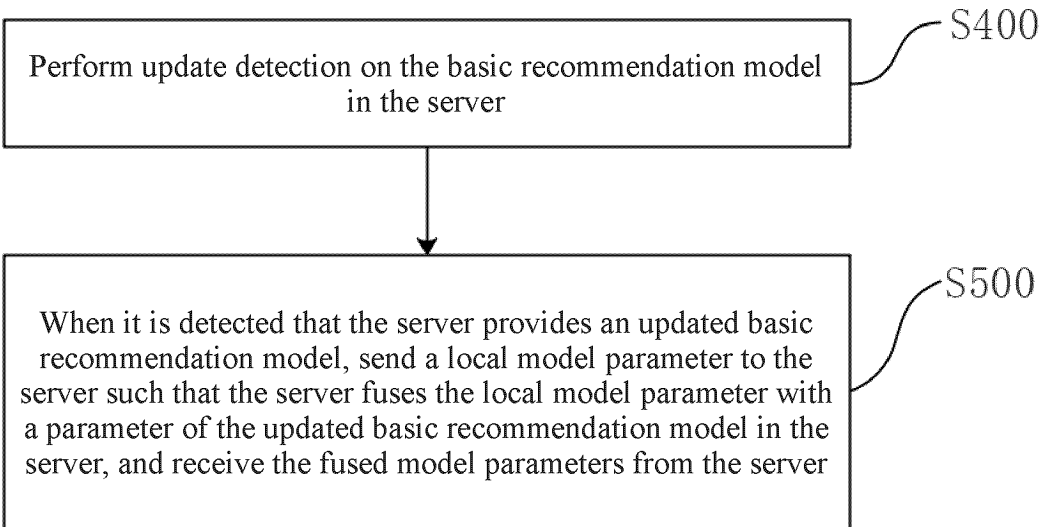 S400
Perform update detection on the basic recommendation model
in the server
S500
When it is detected that the server provides an updated basic
recommendation model, send a local model parameter to the
server such that the server fuses the local model parameter with
a parameter of the updated basic recommendation model in the
server, and receive the fused model parameters from the server